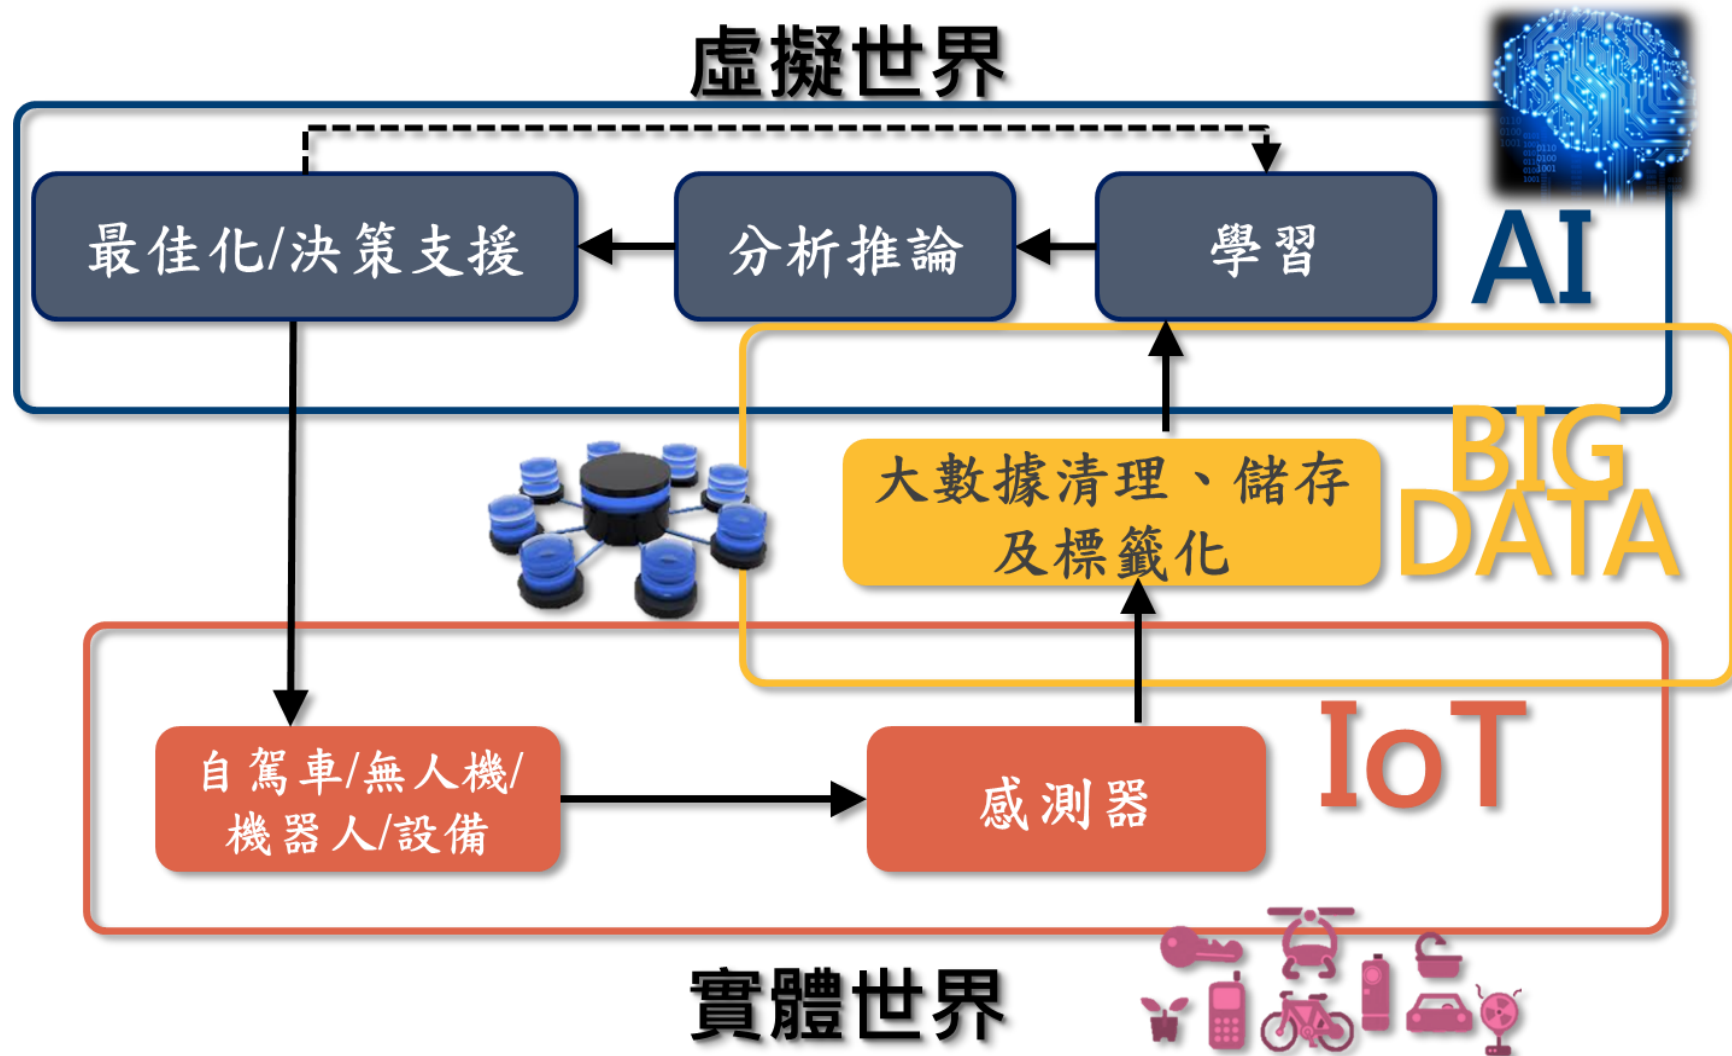 虛擬世界
最佳化/決策支援
分析推論
學習
AI
大數據清理、儲存
及標籤化
BIG
DATA
IoT
自駕車/無人機/
機器人/設備
感測器
實體世界